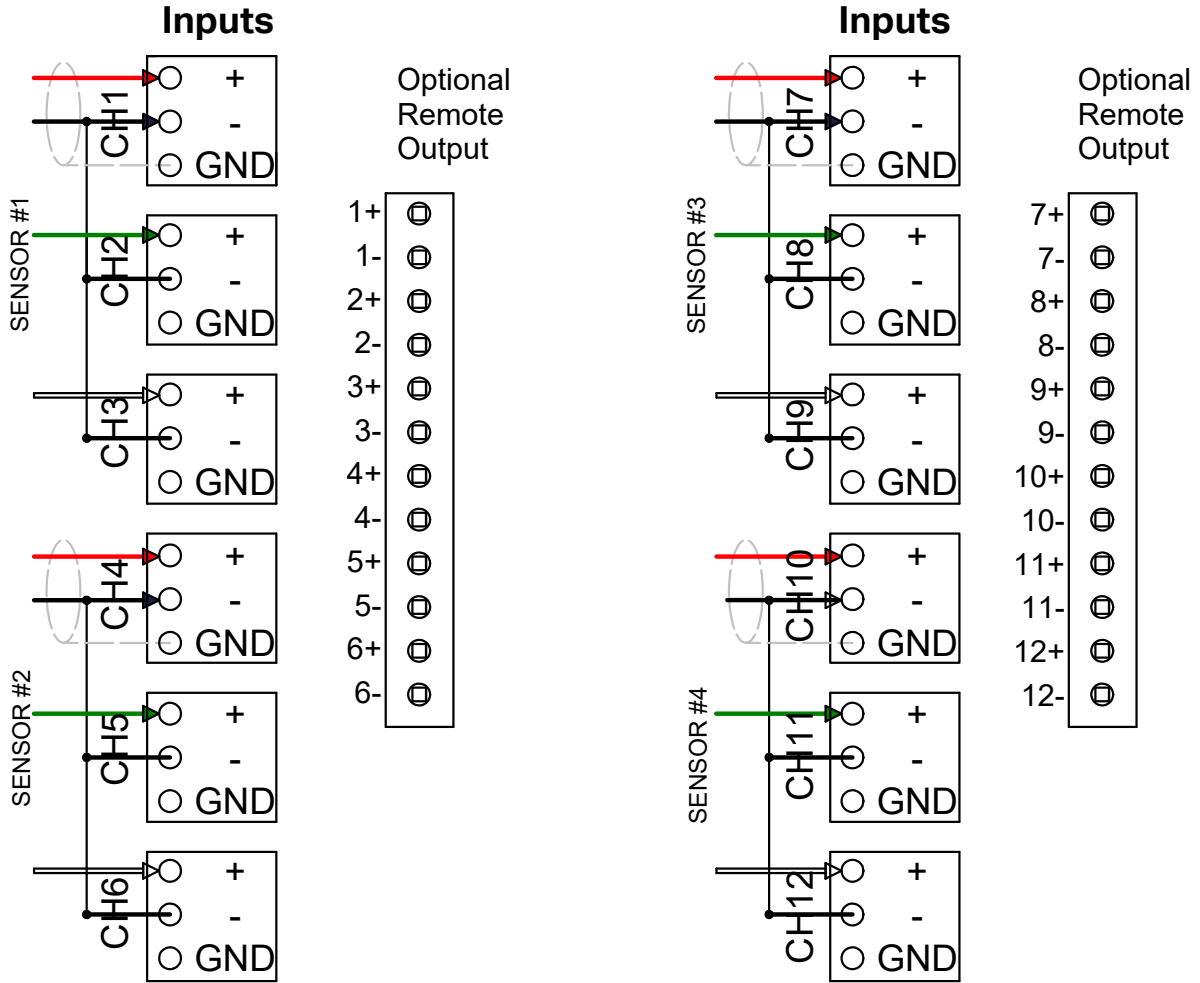 Inputs
CH1
+
-
GND
SENSOR #1
CH2
+
-
GND
CH3
+
-
GND
CH4
+
-
GND
SENSOR #2
CH5
+
-
GND
CH6
+
-
GND
Optional
Remote
Output
1+
1-
2+
2-
3+
3-
4+
4-
5+
5-
6+
6-
Inputs
CH7
+
-
GND
SENSOR #3
CH8
+
-
GND
CH9
+
-
GND
CH10
+
-
GND
SENSOR #4
CH11
+
-
GND
CH12
+
-
GND
Optional
Remote
Output
7+
7-
8+
8-
9+
9-
10+
10-
11+
11-
12+
12-